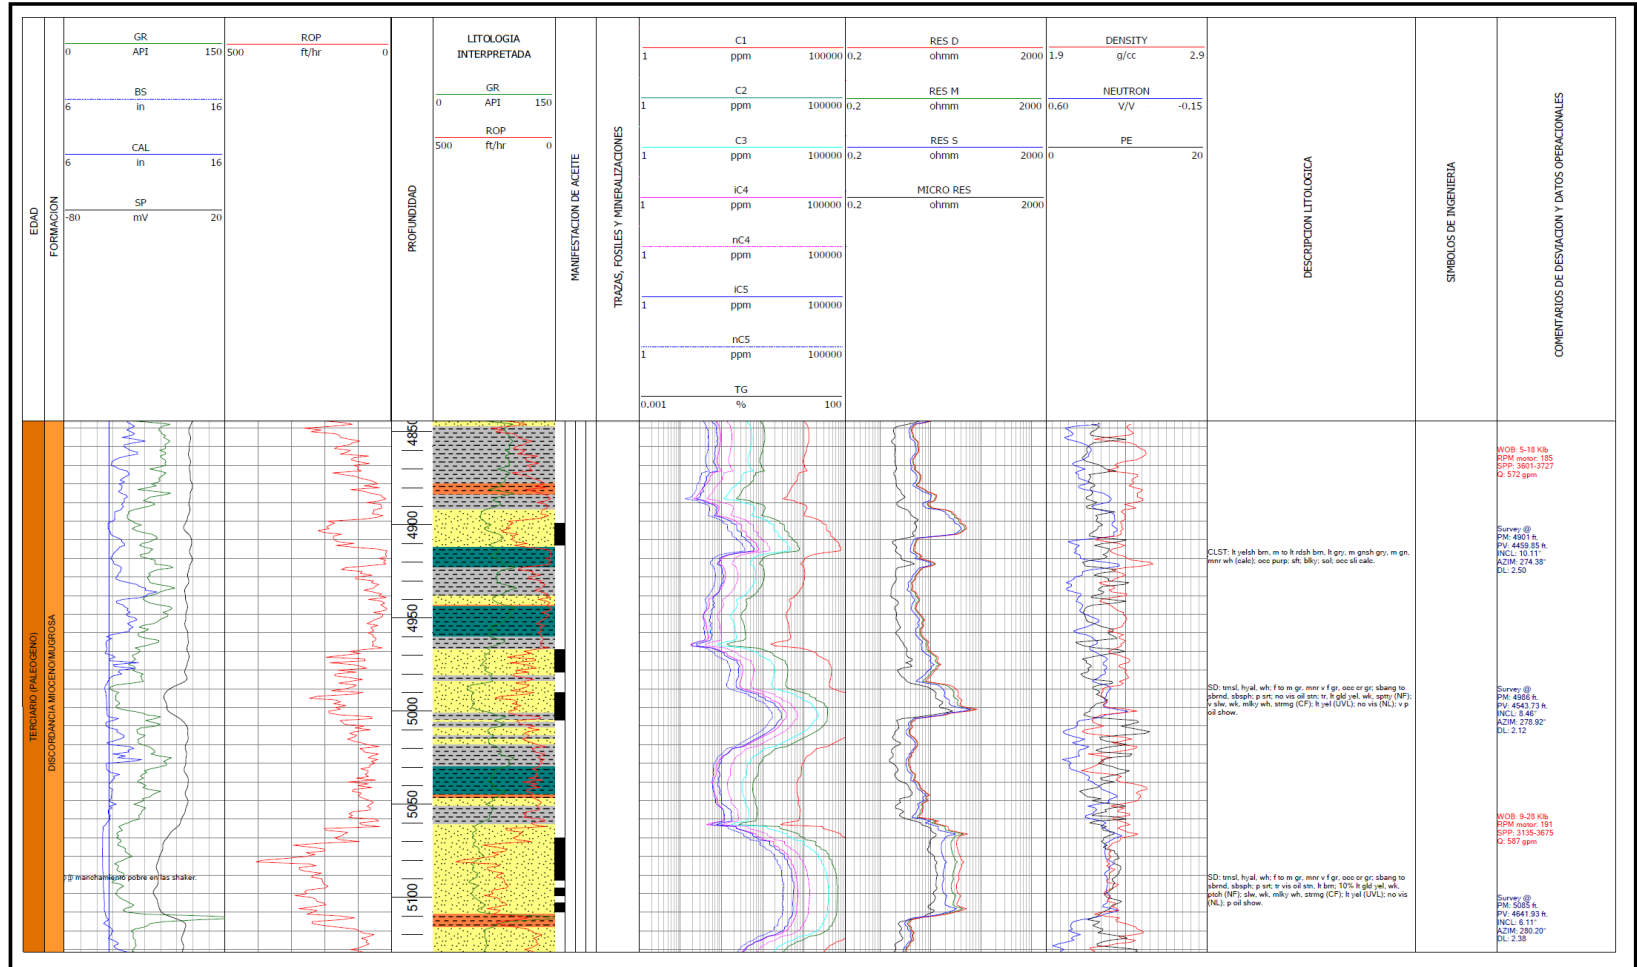 EDAD
FORMACION
GR
0 API 150
BS
6 in 16
CAL
6 in 16
SP
-80 mV 20
ROP
500 ft/hr 0
PROFUNDIDAD
LITOLOGIA
INTERPRETADA
GR
0 API 150
ROP
500 ft/hr 0
MANIFESTACION DE ACEITE
TRAZAS, FOSILES Y MINERALIZACIONES
C1
1 ppm 100000
C2
1 ppm 100000
C3
1 ppm 100000
iC4
1 ppm 100000
nC4
1 ppm 100000
iC5
1 ppm 100000
nC5
1 ppm 100000
TG
0.001 % 100
RES D
0.2 ohmm 2000
RES M
0.2 ohmm 2000
RES S
0.2 ohmm 2000
MICRO RES
0.2 ohmm 2000
DENSITY
1.9 g/cc 2.9
NEUTRON
0.60 V/V -0.15
PE
0 20
DESCRIPCION LITOLOGICA
SIMBOLOS DE INGENIERIA
COMENTARIOS DE DESVIACION Y DATOS OPERACIONALES
TERCIARIO (PALEOGENO)
DISCORDANCIA MIOCENO/MUGROSA
manchamiento pobre en las shaker.
4850
4900
4950
5000
5050
5100
CLST: lt yelsh brn, m to lt rdsh brn, lt gry, m gnsh gry, m gn,
mnr wh (calc); occ purp; sft; blky; sol; occ sli calc.
SD: trnsl, hyal, wh; f to m gr, mnr v f gr, occ cr gr; sbang to
sbrnd, sbsph; p srt; no vis oil stn; tr, lt gld yel, wk, sptty (NF);
v slw, wk, mlky wh, strmg (CF); lt yel (UVL); no vis (NL); v p
oil show.
SD: trnsl, hyal, wh; f to m gr, mnr v f gr, occ cr gr; sbang to
sbrnd, sbsph; p srt; tr vis oil stn, lt brn; 10% lt gld yel, wk,
ptch (NF); slw, wk, mlky wh, strmg (CF); lt yel (UVL); no vis
(NL); p oil show.
WOB: 5-18 Klb
RPM motor: 185
SPP: 3601-3727
Q: 572 gpm
Survey @
PM: 4901 ft.
PV: 4459.85 ft.
INCL: 10.11°
AZIM: 274.38°
DL: 2.50
Survey @
PM: 4986 ft.
PV: 4543.73 ft.
INCL: 8.46°
AZIM: 278.92°
DL: 2.12
WOB: 9-28 Klb
RPM motor: 191
SPP: 3135-3675
Q: 587 gpm
Survey @
PM: 5085 ft.
PV: 4641.93 ft.
INCL: 6.11°
AZIM: 280.20°
DL: 2.38